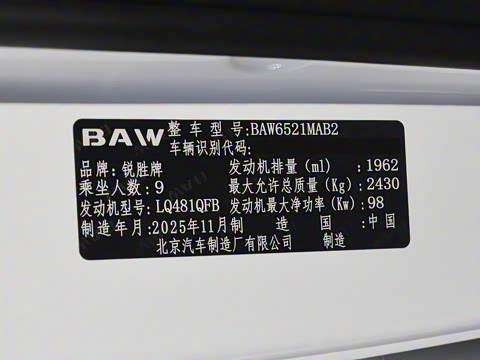 BAW 整车型号:BAW6521MAB2
车辆识别代码:
品牌:锐胜牌 发动机排量(ml) :1962
乘坐人数:9 最大允许总质量(Kg):2430
发动机型号:LQ481QFB 发动机最大净功率(Kw):98
制造年月:2025年11月 制造国:中国
北京汽车制造厂有限公司 制造